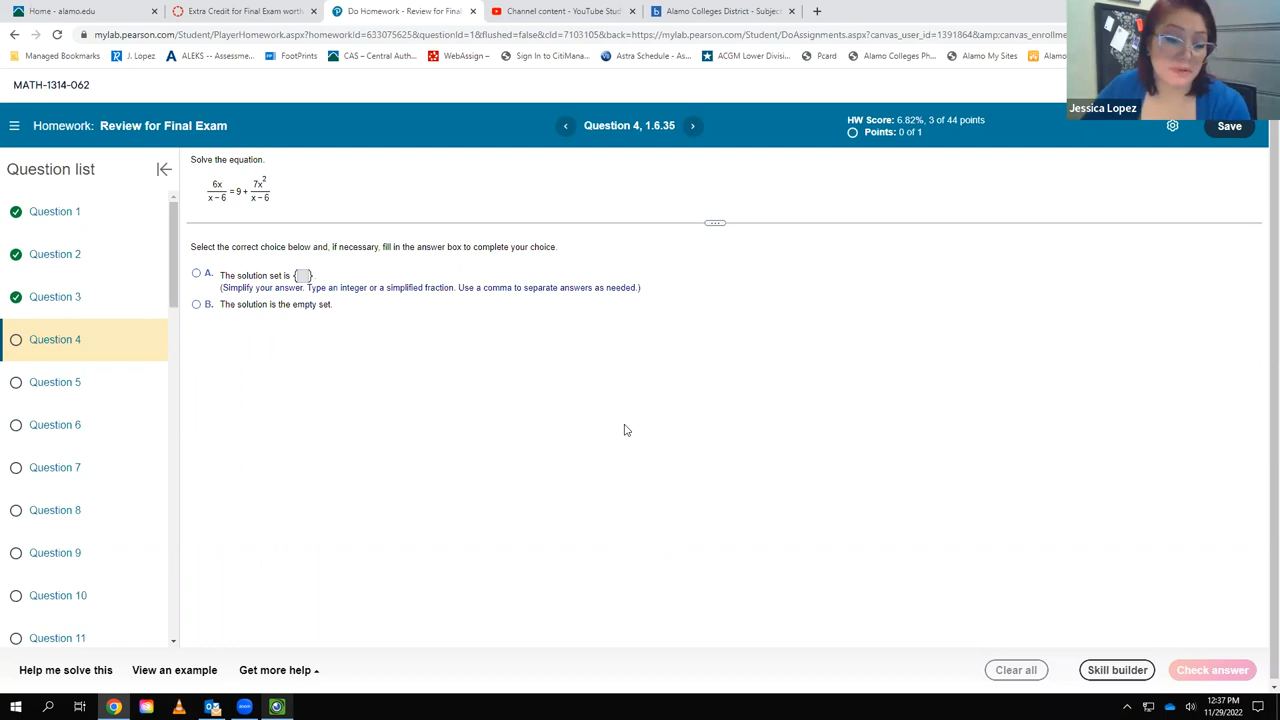 Home - alamo.edu
Extra Credit for Final Exam worth
Do Homework - Review for Final
Channel content - YouTube Stud
Alamo Colleges District - Subject
mylab.pearson.com/Student/PlayerHomework.aspx?homeworkId=633075625&questionId=1&flushed=false&cId=7103105&back=https://mylab.pearson.com/Student/DoAssignments.aspx?canvas_user_id=1391864&amp;canvas_enrollme
Managed Bookmarks
J. Lopez
ALEKS -- Assessme...
FootPrints
CAS – Central Auth...
WebAssign –
Sign In to CitiMana...
Astra Schedule - As...
ACGM Lower Divisi...
Pcard
Alamo Colleges Ph...
Alamo My Sites
Alamo
MATH-1314-062
Jessica Lopez
Homework: Review for Final Exam
Question 4, 1.6.35
HW Score: 6.82%, 3 of 44 points
Points: 0 of 1
Save
Question list
Question 1
Question 2
Question 3
Question 4
Question 5
Question 6
Question 7
Question 8
Question 9
Question 10
Question 11
Solve the equation.
6x/(x − 6) = 9 + 7x²/(x − 6)
Select the correct choice below and, if necessary, fill in the answer box to complete your choice.
A. The solution set is { }.
(Simplify your answer. Type an integer or a simplified fraction. Use a comma to separate answers as needed.)
B. The solution is the empty set.
Help me solve this
View an example
Get more help
Clear all
Skill builder
Check answer
12:37 PM
11/29/2022